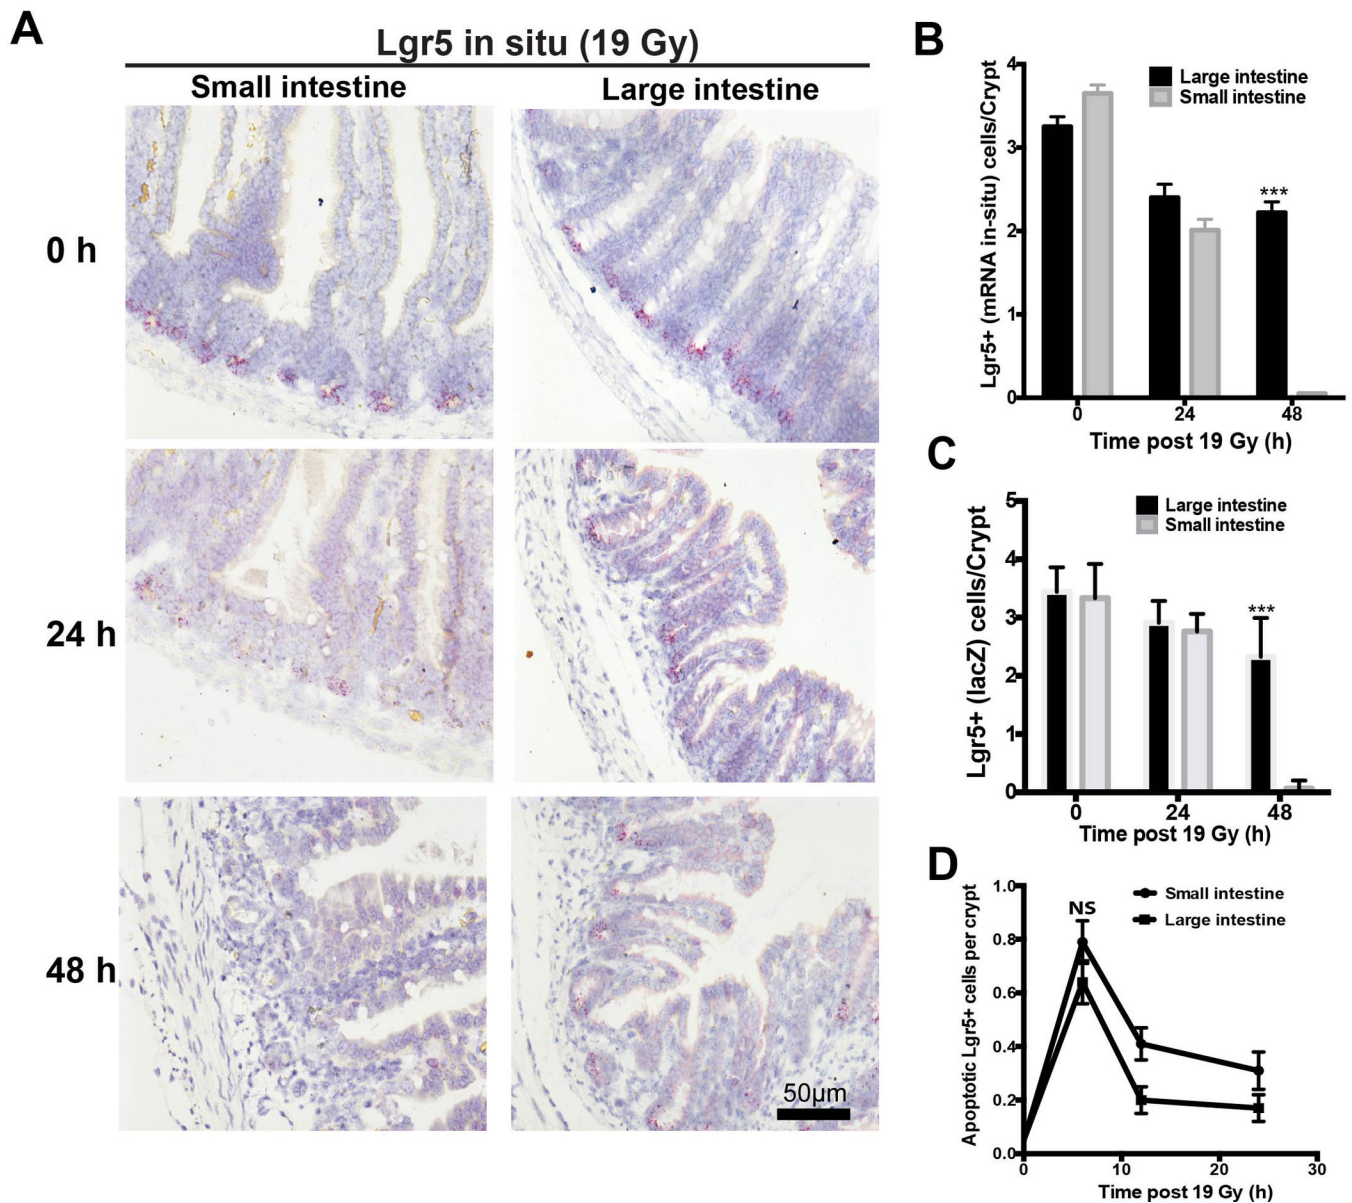 A
Lgr5 in situ (19 Gy)
Small intestine
Large intestine
0 h
24 h
48 h
50μm
B
Lgr5+ (mRNA in-situ) cells/Crypt
4
3
2
1
0
Large intestine
Small intestine
***
0
24
48
Time post 19 Gy (h)
C
Lgr5+ (lacZ) cells/Crypt
5
4
3
2
1
0
Large intestine
Small intestine
***
0
24
48
Time post 19 Gy (h)
D
Apoptotic Lgr5+ cells per crypt
1.0
0.8
0.6
0.4
0.2
0.0
Small intestine
Large intestine
NS
0
10
20
30
Time post 19 Gy (h)